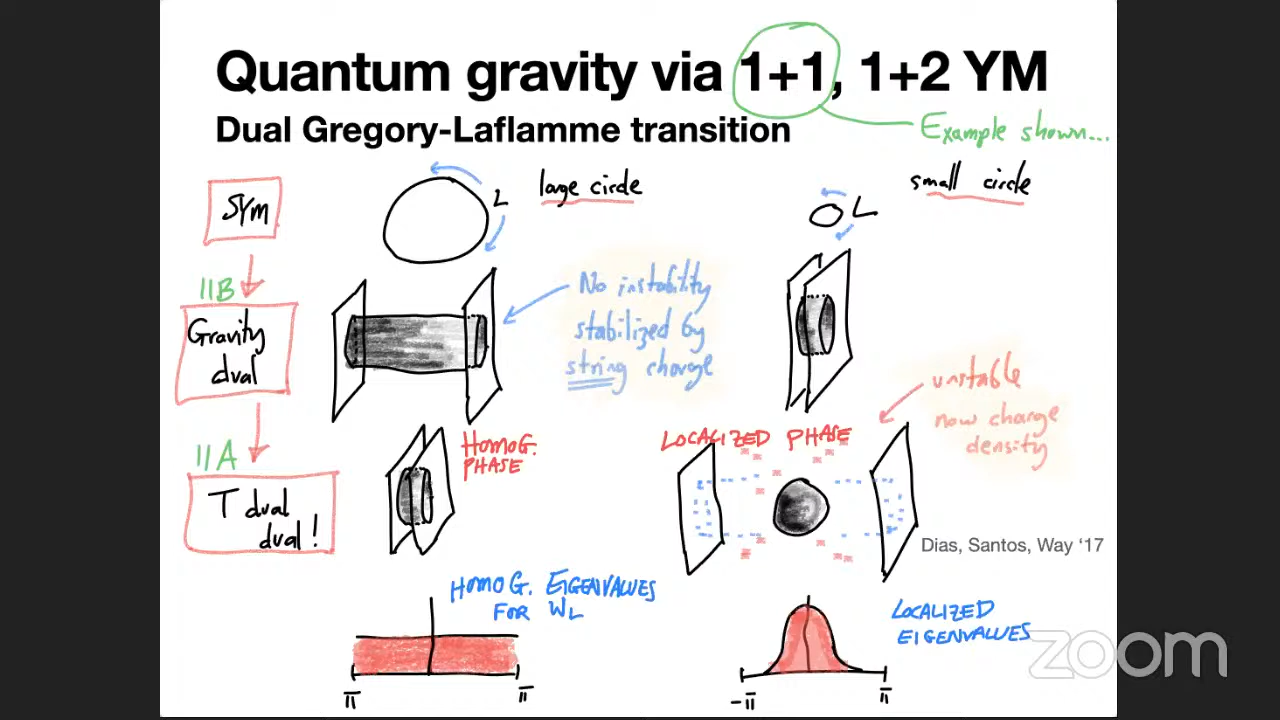 Quantum gravity via 1+1, 1+2 YM
Dual Gregory-Laflamme transition
Example shown...
SYM
L
large circle
small circle
L
IIB
Gravity
dual
No instability
stabilized by
string charge
unstable
now charge
density
IIA
T dual
dual!
HOMOG.
PHASE
LOCALIZED PHASE
Dias, Santos, Way ‘17
HOMOG. EIGENVALUES
FOR WL
LOCALIZED
EIGENVALUES
π
π
-π
π
zoom